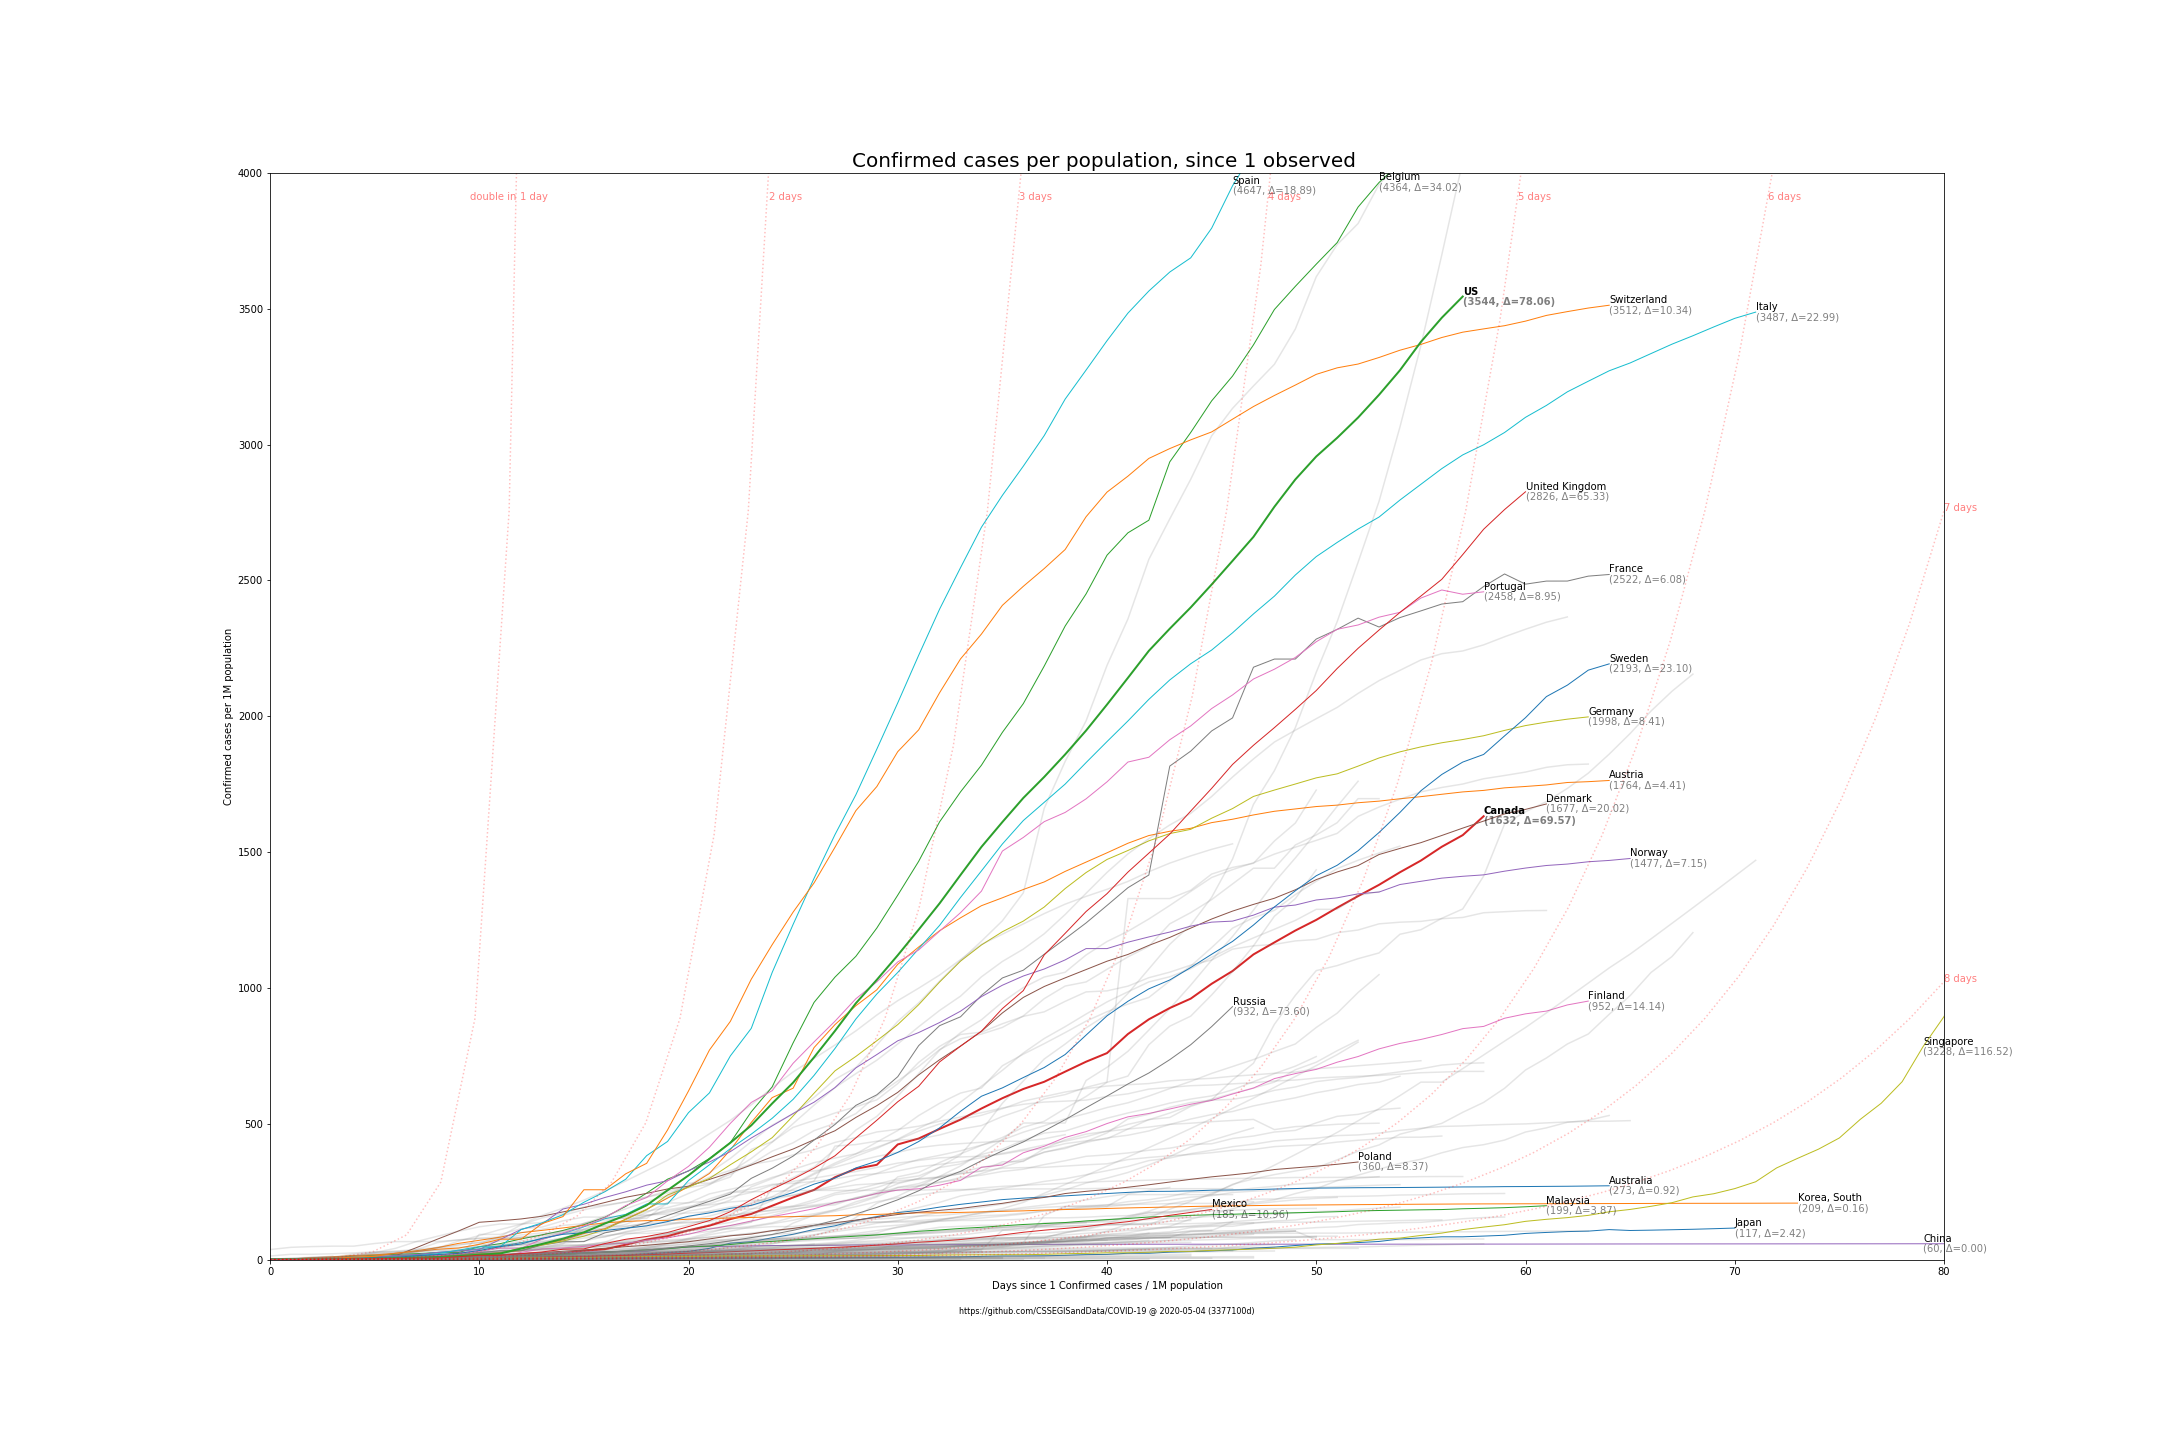 Confirmed cases per population, since 1 observed
4000
3500
3000
2500
2000
1500
1000
500
0
Confirmed cases per 1M population
double in 1 day
2 days
3 days
4 days
5 days
6 days
7 days
8 days
Spain
(4647, Δ=18.89)
Belgium
(4364, Δ=34.02)
US
(3544, Δ=78.06)
Switzerland
(3512, Δ=10.34)
Italy
(3487, Δ=22.99)
United Kingdom
(2826, Δ=65.33)
France
(2522, Δ=6.08)
Portugal
(2458, Δ=8.95)
Sweden
(2193, Δ=23.10)
Germany
(1998, Δ=8.41)
Austria
(1764, Δ=4.41)
Denmark
(1677, Δ=20.02)
Canada
(1632, Δ=69.57)
Norway
(1477, Δ=7.15)
Russia
(932, Δ=73.60)
Finland
(952, Δ=14.14)
Singapore
(3228, Δ=116.52)
Poland
(360, Δ=8.37)
Australia
(273, Δ=0.92)
Mexico
(185, Δ=10.96)
Malaysia
(199, Δ=3.87)
Korea, South
(209, Δ=0.16)
Japan
(117, Δ=2.42)
China
(60, Δ=0.00)
0 10 20 30 40 50 60 70 80
Days since 1 Confirmed cases / 1M population
https://github.com/CSSEGISandData/COVID-19 @ 2020-05-04 (3377100d)